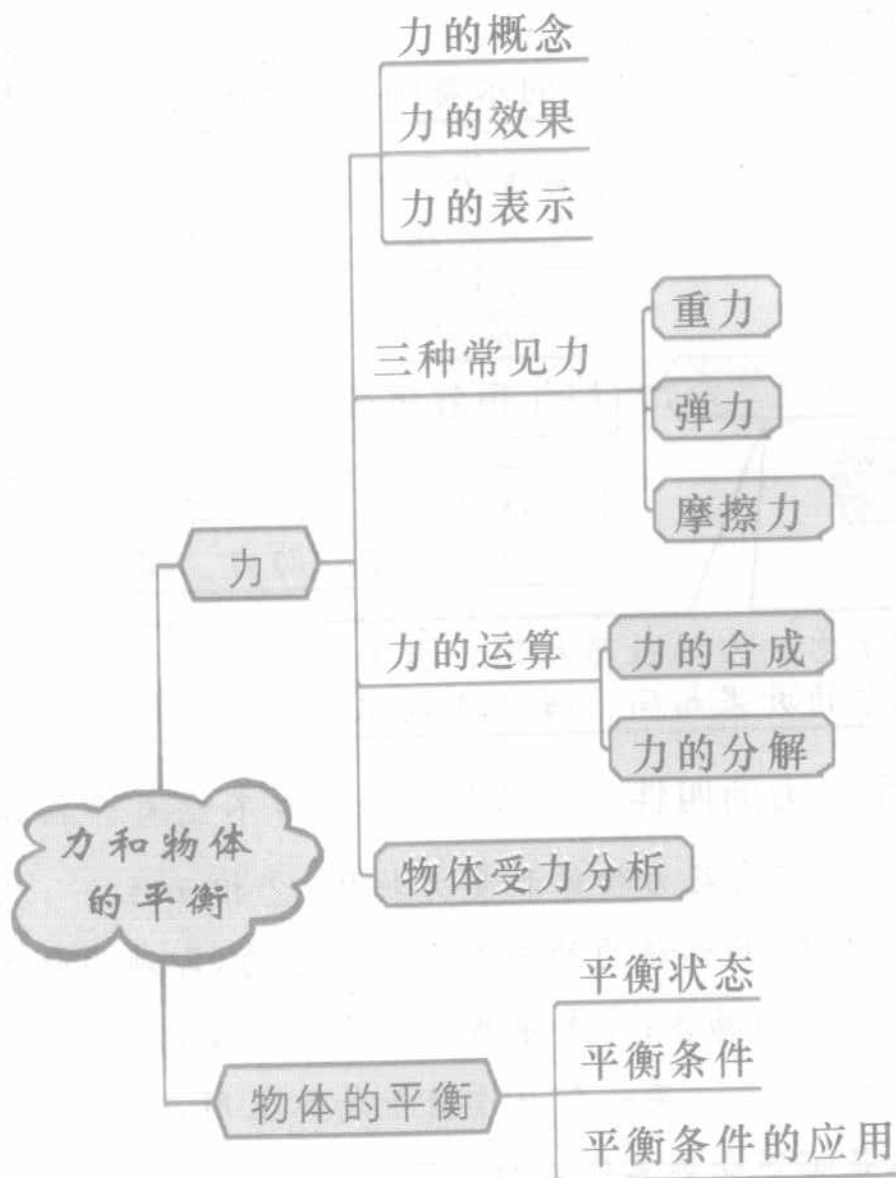 力的概念
力的效果
力的表示
三种常见力
重力
弹力
摩擦力
力
力的运算
力的合成
力的分解
物体受力分析
力和物体
的平衡
物体的平衡
平衡状态
平衡条件
平衡条件的应用